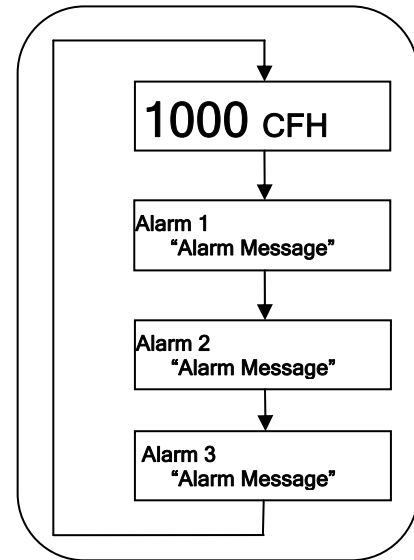 1000 CFH
Alarm 1
“Alarm Message”
Alarm 2
“Alarm Message”
Alarm 3
“Alarm Message”